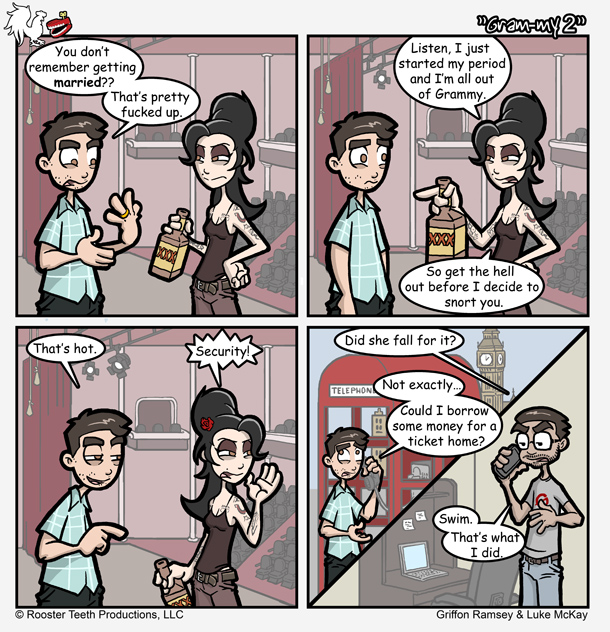 "Gram-my 2"
You don't
remember getting
married??
That's pretty
fucked up.
XXX
Listen, I just
started my period
and I'm all out
of Grammy.
XXX
So get the hell
out before I decide to
snort you.
That's hot.
Security!
XXX
Did she fall for it?
Not exactly...
TELEPHON
Could I borrow
some money for a
ticket home?
Swim.
That's what
I did.
© Rooster Teeth Productions, LLC
Griffon Ramsey & Luke McKay